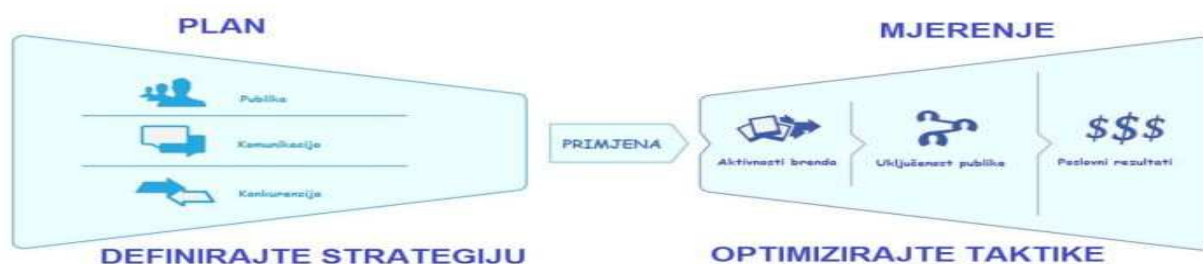 PLAN
Publika
Komunikacija
Konkurencija
DEFINIRAJTE STRATEGIJU
PRIMJENA
MJERENJE
Aktivnosti brenda
Uključenost publike
Poslovni rezultati
$$$
OPTIMIZIRAJTE TAKTIKE